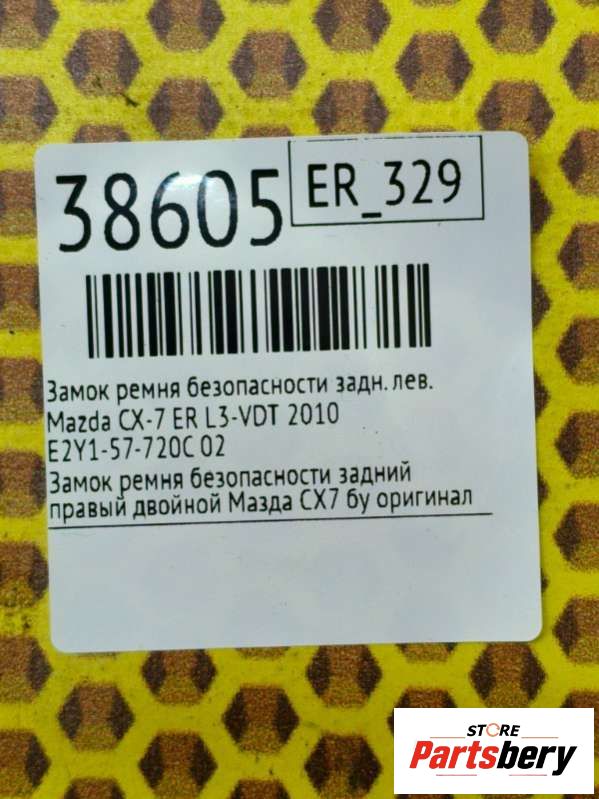 38605
ER_329
Замок ремня безопасности задн. лев.
Mazda CX-7 ER L3-VDT 2010
E2Y1-57-720C 02
Замок ремня безопасности задний
правый двойной Мазда СХ7 бу оригинал
STORE
Partsbery